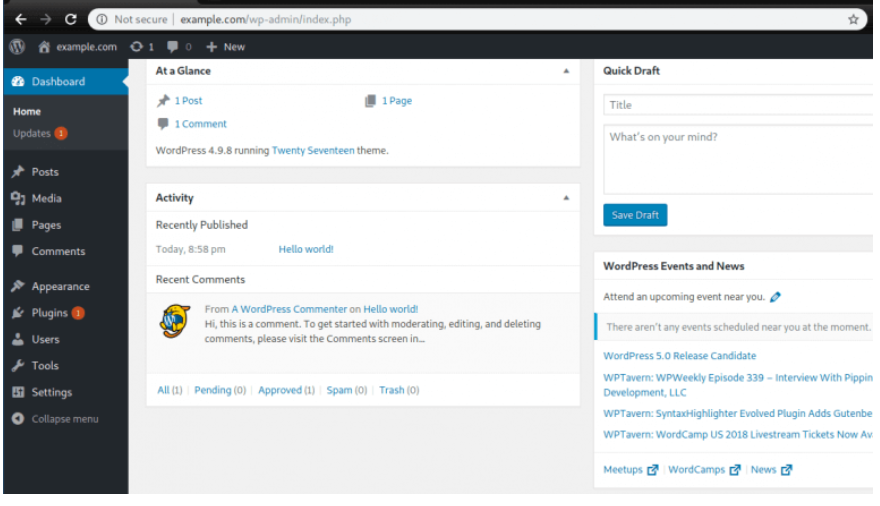 Not secure | example.com/wp-admin/index.php
example.com 1 0 New
Dashboard
Home
Updates 1
Posts
Media
Pages
Comments
Appearance
Plugins 1
Users
Tools
Settings
Collapse menu
At a Glance
1 Post 1 Page
1 Comment
WordPress 4.9.8 running Twenty Seventeen theme.
Activity
Recently Published
Today, 8:58 pm Hello world!
Recent Comments
From A WordPress Commenter on Hello world!
Hi, this is a comment. To get started with moderating, editing, and deleting
comments, please visit the Comments screen in...
All (1) | Pending (0) | Approved (1) | Spam (0) | Trash (0)
Quick Draft
Title
What's on your mind?
Save Draft
WordPress Events and News
Attend an upcoming event near you.
There aren't any events scheduled near you at the moment.
WordPress 5.0 Release Candidate
WPTavern: WPWeekly Episode 339 – Interview With Pippin
Development, LLC
WPTavern: SyntaxHighlighter Evolved Plugin Adds Gutenbe
WPTavern: WordCamp US 2018 Livestream Tickets Now Av
Meetups | WordCamps | News